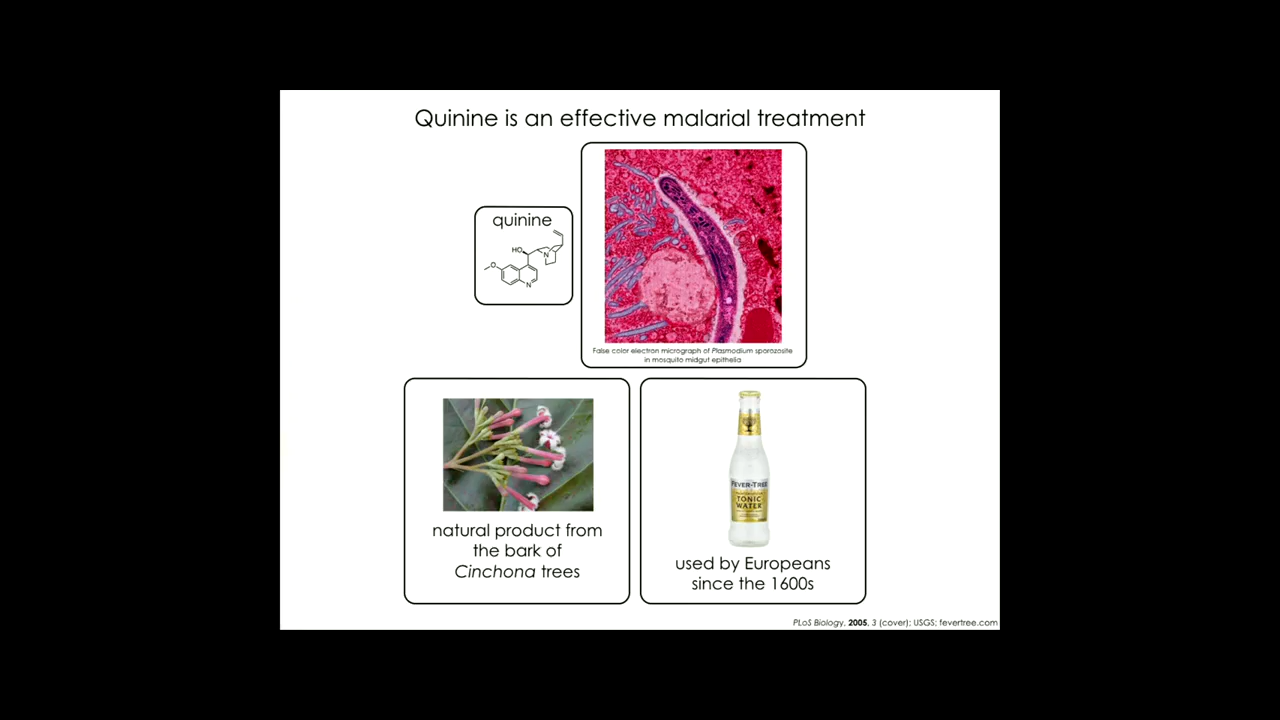 Quinine is an effective malarial treatment
quinine
HO
N
O
N
False color electron micrograph of Plasmodium sporozosite
in mosquito midgut epithelia
natural product from
the bark of
Cinchona trees
FEVER-TREE
TONIC
WATER
used by Europeans
since the 1600s
PLoS Biology, 2005, 3 (cover); USGS; fevertree.com